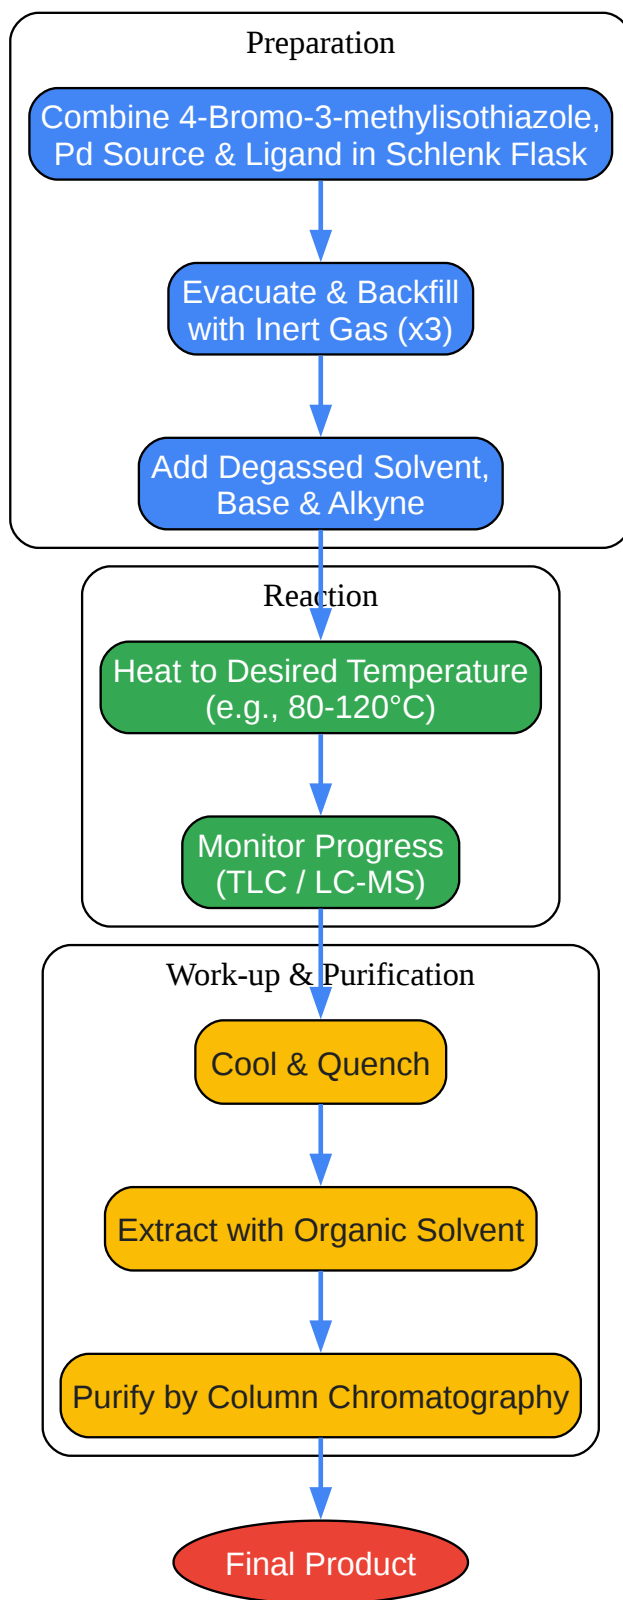 Preparation
Combine 4-Bromo-3-methylisothiazole,
Pd Source & Ligand in Schlenk Flask
Evacuate & Backfill
with Inert Gas (x3)
Add Degassed Solvent,
Base & Alkyne
Reaction
Heat to Desired Temperature
(e.g., 80-120°C)
Monitor Progress
(TLC / LC-MS)
Work-up & Purification
Cool & Quench
Extract with Organic Solvent
Purify by Column Chromatography
Final Product